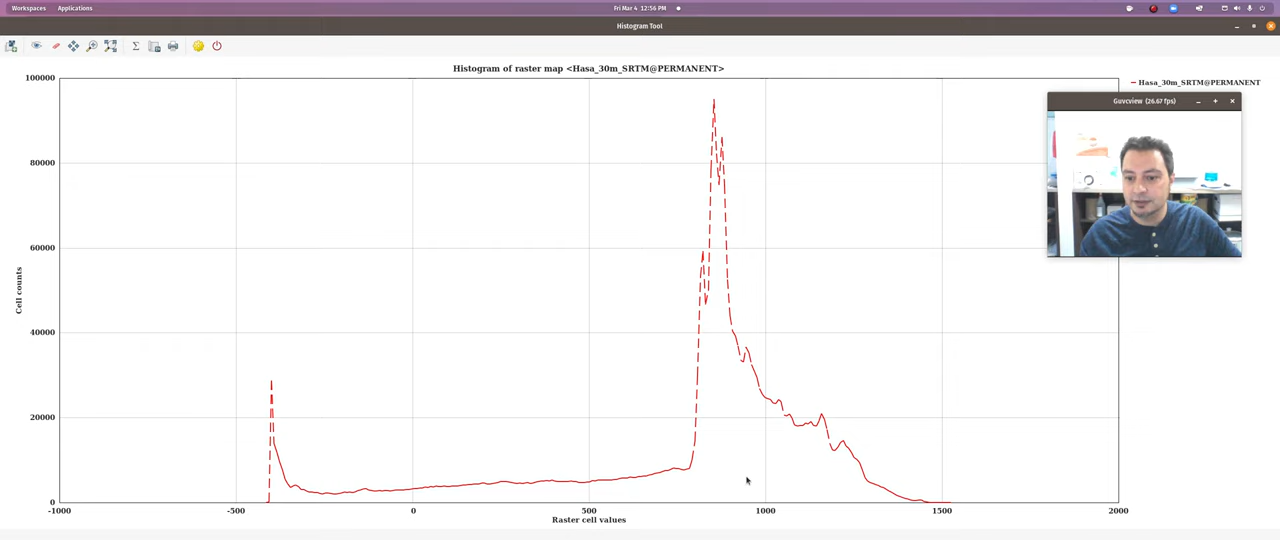 Workspaces Applications Fri Mar 4 12:56 PM
Histogram Tool
Histogram of raster map <Hasa_30m_SRTM@PERMANENT>
Hasa_30m_SRTM@PERMANENT
Guvcview (26.67 fps)
Cell counts
100000
80000
60000
40000
20000
0
-1000 -500 0 500 1000 1500 2000
Raster cell values